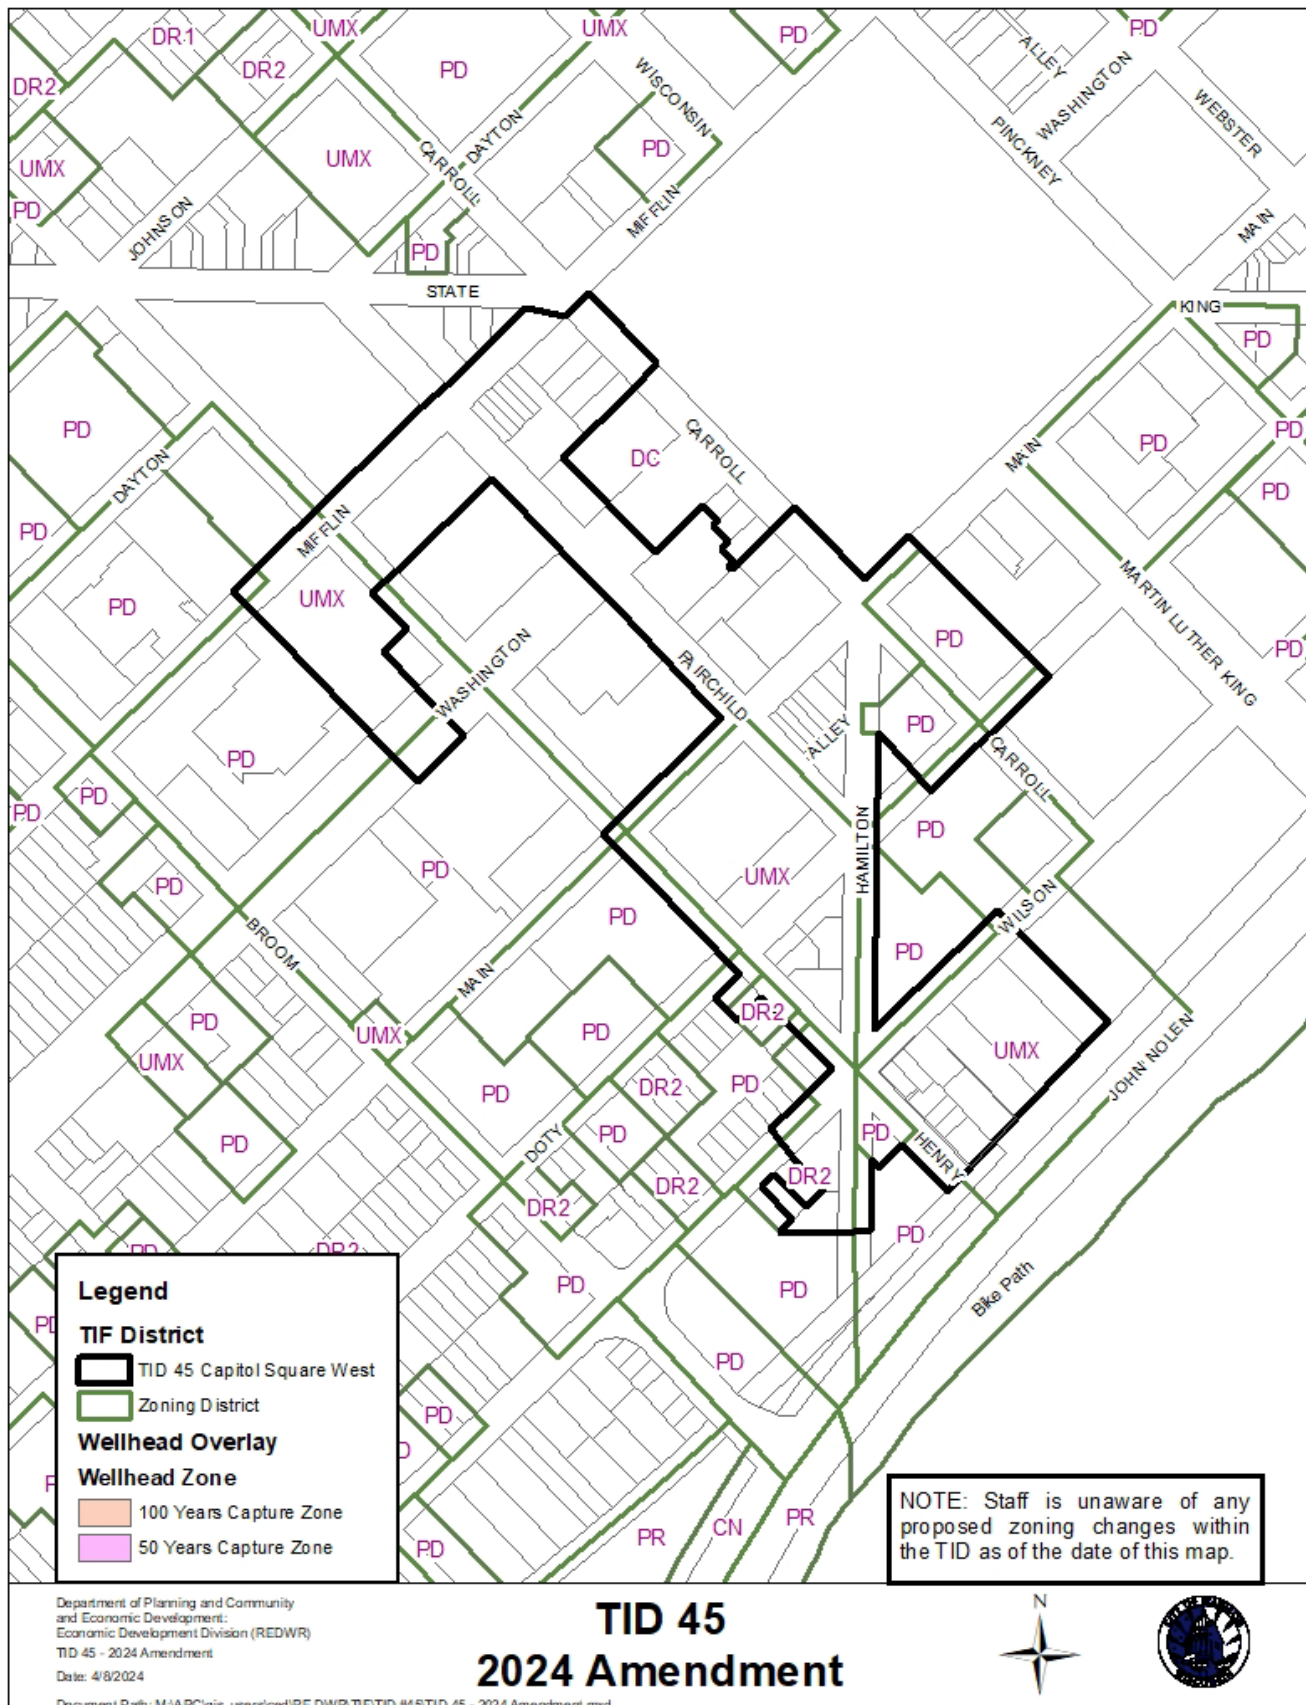 UMX
UMX
PD
PD
DR1
DR2
PD
DR2
ALLEY
WISCONSIN
WASHINGTON
WEBSTER
DAYTON
PINCKNEY
UMX
CARROLL
PD
UMX
PD
MIFFLIN
JOHNSON
MAIN
PD
STATE
KING
PD
PD
DAYTON
CARROLL
DC
MAIN
PD
PD
PD
PD
MIFFLIN
MARTIN LUTHER KING
PD
UMX
PD
PD
WASHINGTON
FAIRCHILD
ALLEY
PD
CARROLL
PD
PD
PD
PD
HAMILTON
PD
UMX
PD
PD
WILSON
BROOM
PD
MAIN
PD
DR2
PD
PD
UMX
UMX
UMX
JOHN NOLEN
PD
DR2
PD
PD
PD
PD
DOTY
HENRY
DR2
DR2
DR2
PD
PD
DR2
PD
PD
Bike Path
PD
PD
PD
PD
PR
CN
PR
Legend
TIF District
TID 45 Capitol Square West
Zoning District
Wellhead Overlay
Wellhead Zone
100 Years Capture Zone
50 Years Capture Zone
NOTE: Staff is unaware of any
proposed zoning changes within
the TID as of the date of this map.
Department of Planning and Community
and Economic Development:
Economic Development Division (REDWR)
TID 45 - 2024 Amendment
Date: 4/8/2024
TID 45
2024 Amendment
N